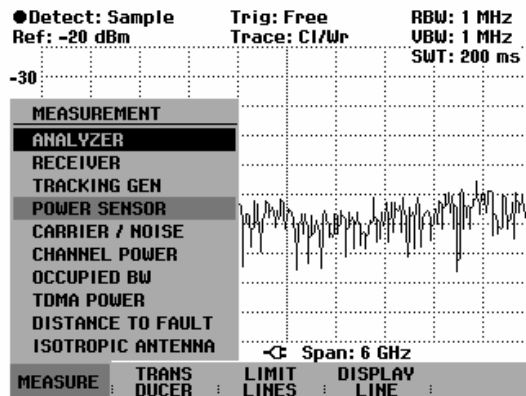 ●Detect: Sample Trig: Free RBW: 1 MHz
Ref: -20 dBm Trace: Cl/Wr VBW: 1 MHz
SWT: 200 ms
-30
MEASUREMENT
ANALYZER
RECEIVER
TRACKING GEN
POWER SENSOR
CARRIER / NOISE
CHANNEL POWER
OCCUPIED BW
TDMA POWER
DISTANCE TO FAULT
ISOTROPIC ANTENNA
Span: 6 GHz
MEASURE
TRANS
DUCER
LIMIT
LINES
DISPLAY
LINE